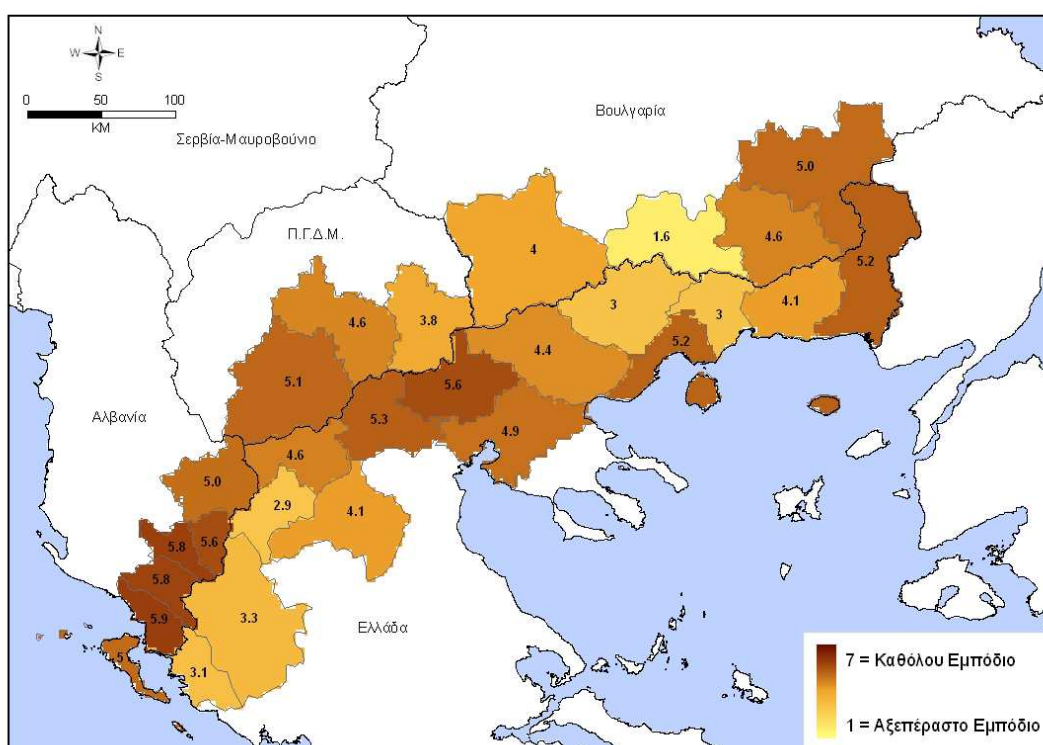 N
W E
S
0 50 100
KM
Σερβία-Μαυροβούνιο
Βουλγαρία
Π.Γ.Δ.Μ.
Αλβανία
Ελλάδα
5.0
1.6
4
4.6
5.2
3
3
4.1
4.6
3.8
4.4
5.2
5.1
5.6
5.3
4.9
4.6
5.0
2.9
4.1
5.8
5.6
5.8
5.9
3.3
5
3.1
7 = Καθόλου Εμπόδιο
1 = Αξεπέραστο Εμπόδιο